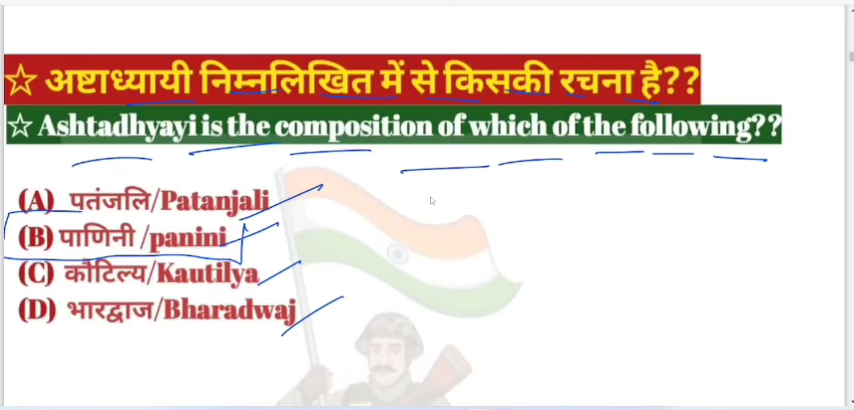 ☆ अष्टाध्यायी निम्नलिखित में से किसकी रचना है??
☆ Ashtadhyayi is the composition of which of the following??
(A) पतंजलि/Patanjali
(B) पाणिनी /panini
(C) कौटिल्य/Kautilya
(D) भारद्वाज/Bharadwaj